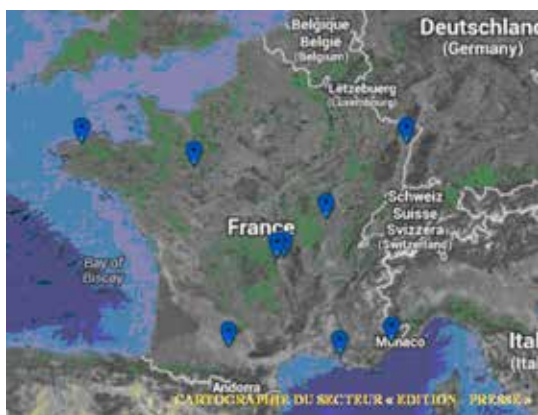 Belgique
België
(Belgium)
Deutschland
(Germany)
Lëtzebuerg
(Luxembourg)
Schweiz
Suisse
Svizzera
(Switzerland)
France
Bay of
Biscay
Monaco
Ital
(Ital
Andorra
CARTOGRAPHIE DU SECTEUR « EDITION - PRESSE »